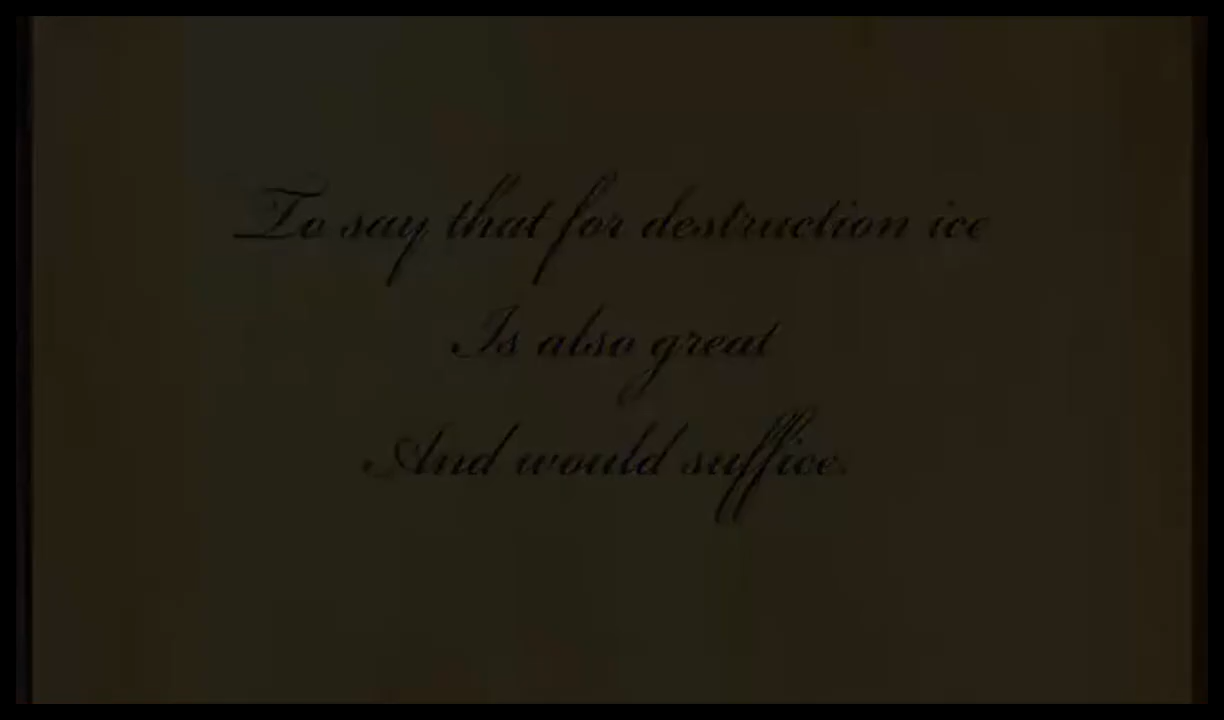 To say that for destruction ice
Is also great
And would suffice.